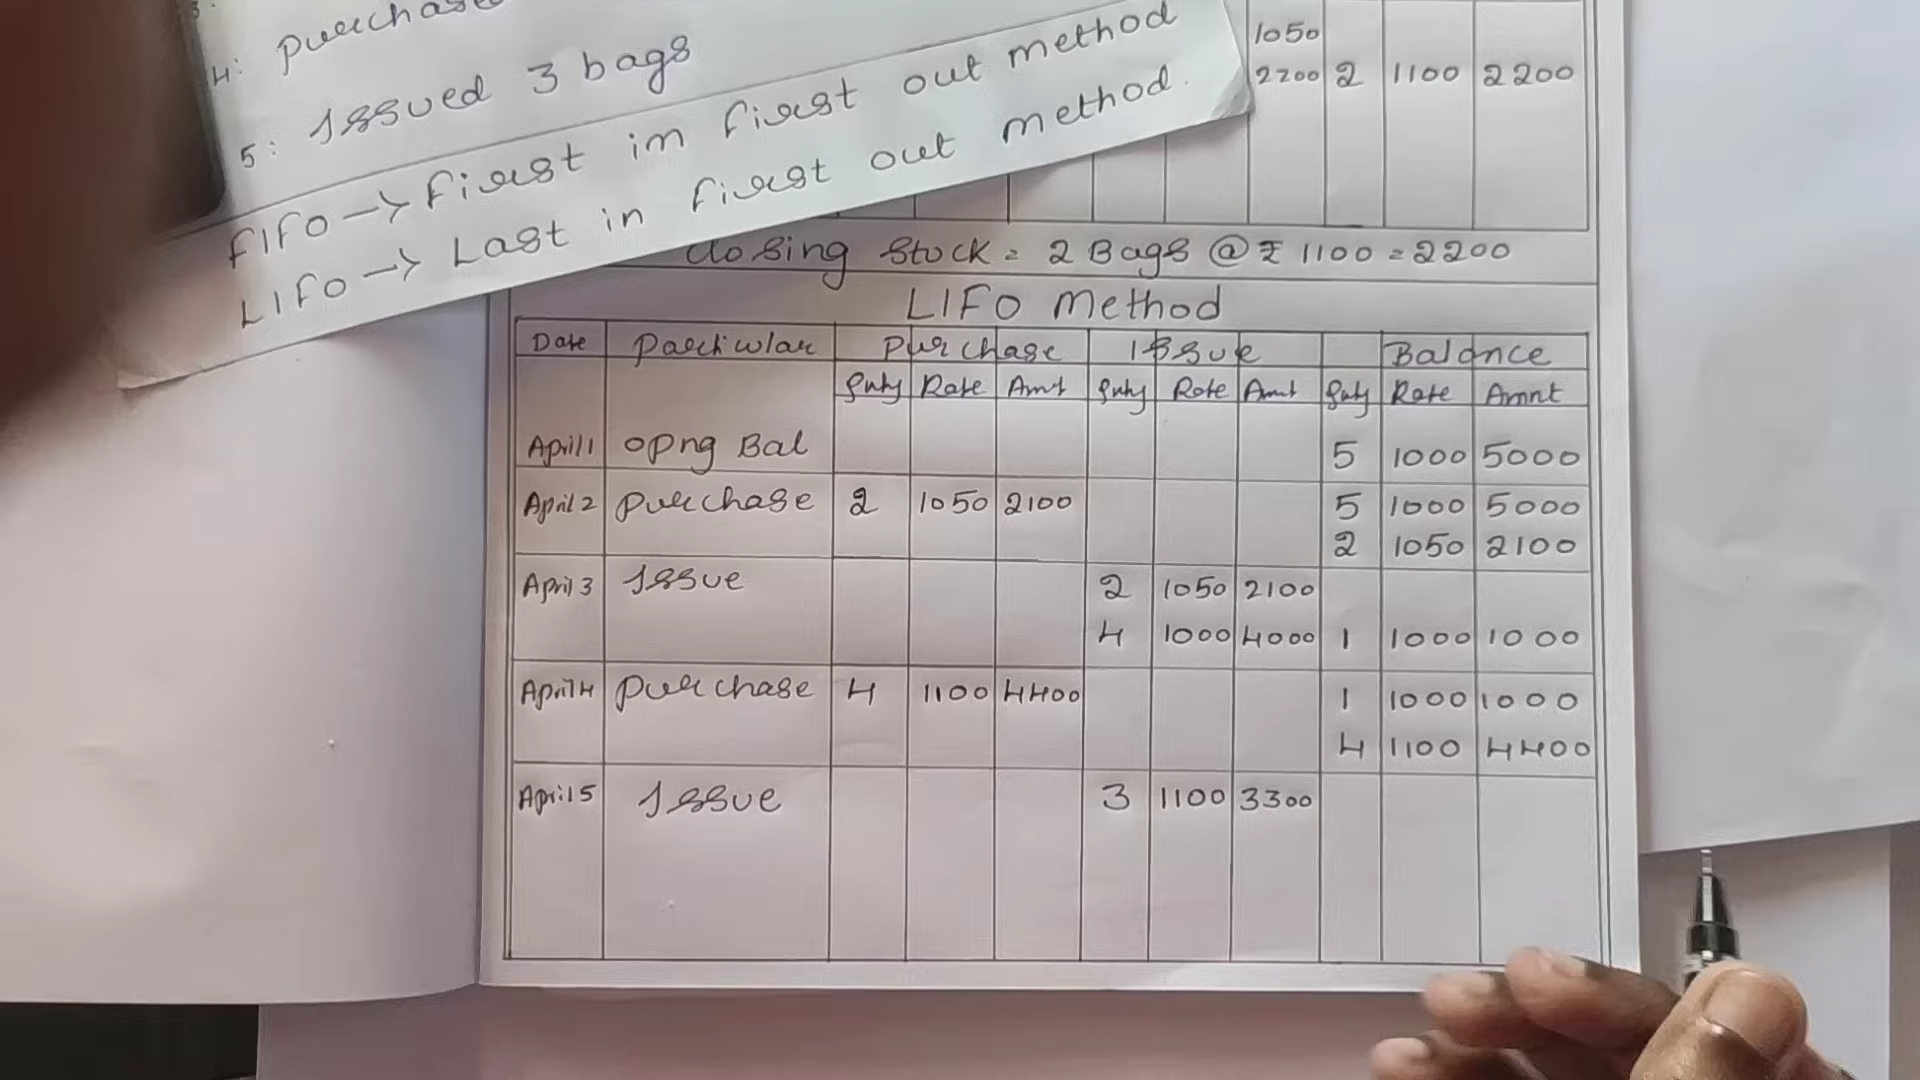 4: purchase
5: Issued 3 bags
FIFO → First in First out method
LIFO → Last in First out method.
1050
2200 2 1100 2200
closing stock = 2 Bags @ ₹ 1100 = 2200
LIFO Method
Date Particular Purchase Issue Balance
Qnty Rate Amt Qnty Rate Amt Qnty Rate Amnt
April 1 opng Bal 5 1000 5000
April 2 purchase 2 1050 2100 5 1000 5000
2 1050 2100
April 3 Issue 2 1050 2100
4 1000 4000 1 1000 1000
April 4 purchase 4 1100 4400 1 1000 1000
4 1100 4400
April 5 Issue 3 1100 3300